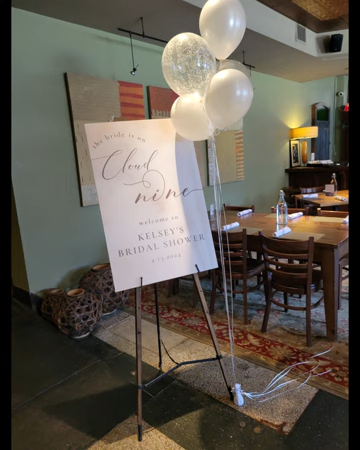 the bride is on
Cloud
nine
welcome to
KELSEY'S
BRIDAL SHOWER